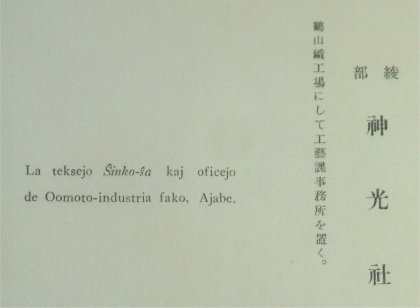 綾部
神光社
鶴山織工場にして工藝課事務所を置く。
La teksejo Ŝinko-ŝa kaj oficejo
de Oomoto-industria fako, Ajabe.